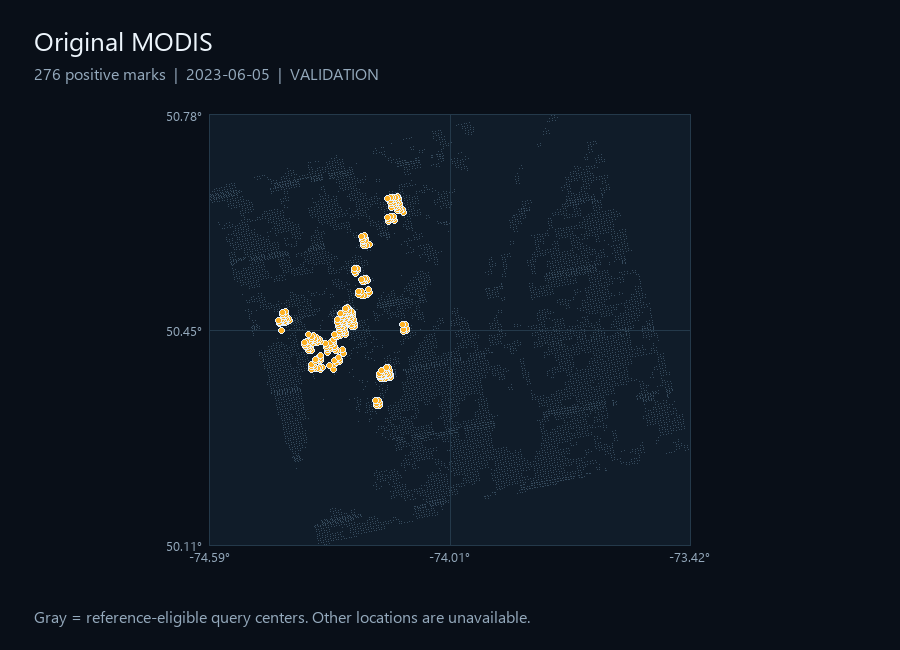 Original MODIS
276 positive marks | 2023-06-05 | VALIDATION
50.78°
50.45°
50.11°
-74.59°
-74.01°
-73.42°
Gray = reference-eligible query centers. Other locations are unavailable.